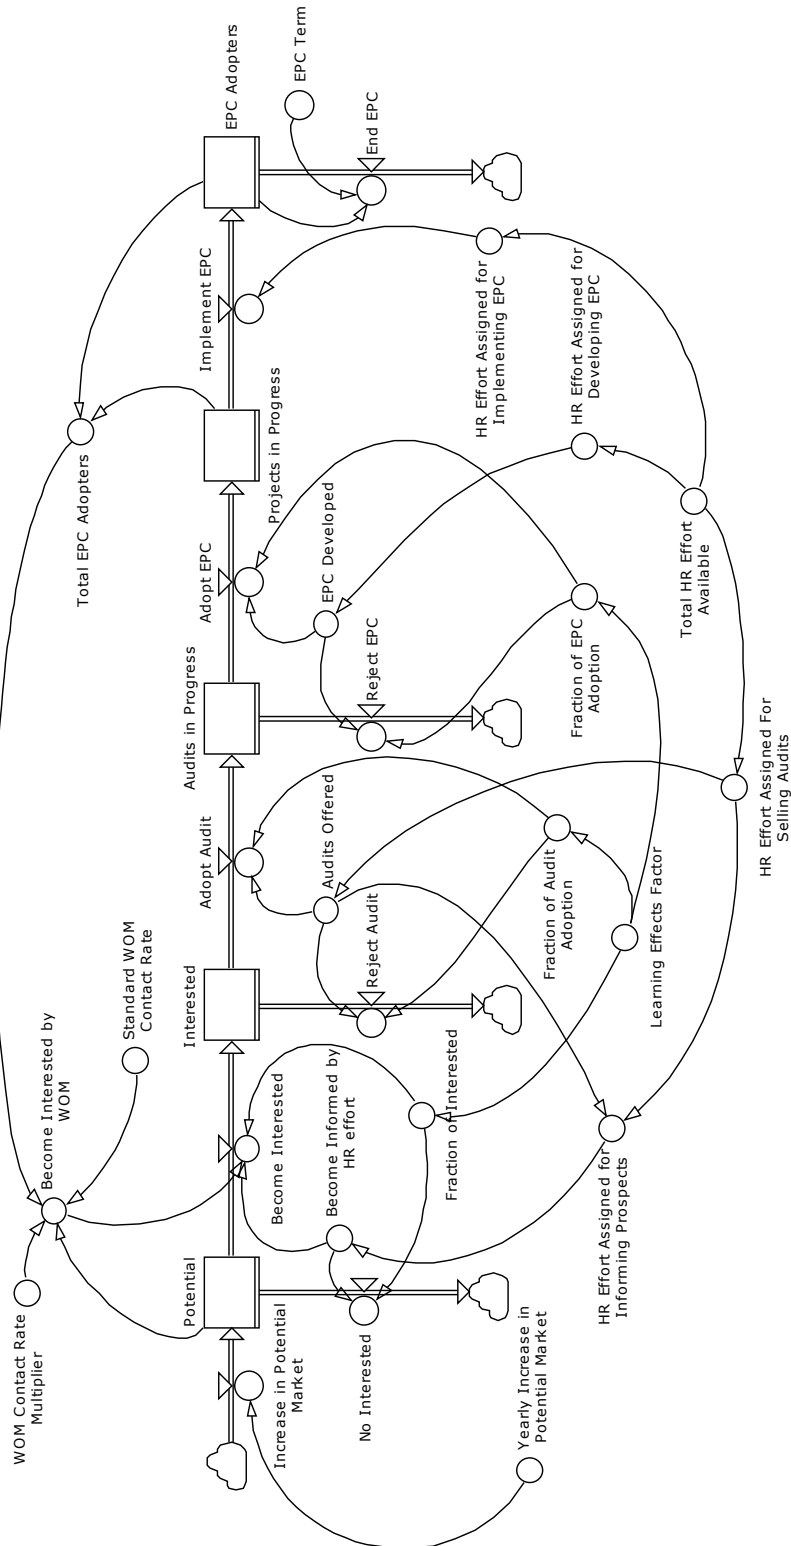 WOM Contact Rate
Multiplier
Become Interested by
WOM
Standard WOM
Contact Rate
Total EPC Adopters
Potential
Interested
Adopt Audit
Audits in Progress
Adopt EPC
Implement EPC
EPC Adopters
Increase in Potential
Market
Become Interested
Projects in Progress
EPC Term
No Interested
Become Informed by
HR effort
Reject Audit
Audits Offered
Reject EPC
EPC Developed
End EPC
Fraction of Interested
Yearly Increase in
Potential Market
Fraction of Audit
Adoption
Fraction of EPC
Adoption
HR Effort Assigned for
Implementing EPC
HR Effort Assigned for
Developing EPC
HR Effort Assigned for
Informing Prospects
Learning Effects Factor
Total HR Effort
Available
HR Effort Assigned For
Selling Audits